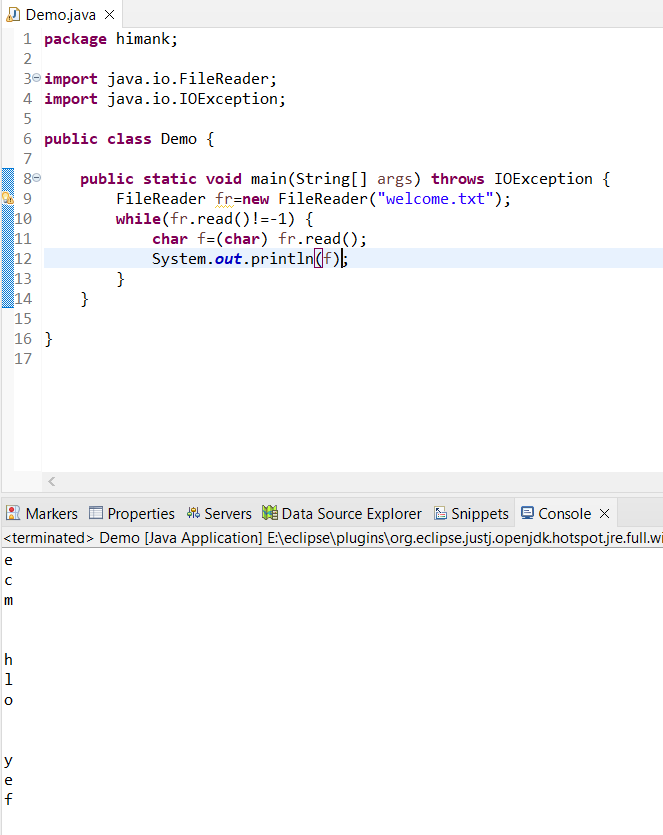 Demo.java
1 package himank;
2
3 import java.io.FileReader;
4 import java.io.IOException;
5
6 public class Demo {
7
8     public static void main(String[] args) throws IOException {
9         FileReader fr=new FileReader("welcome.txt");
10         while(fr.read()!=-1) {
11             char f=(char) fr.read();
12             System.out.println(f);
13         }
14     }
15
16 }
17
Markers Properties Servers Data Source Explorer Snippets Console
<terminated> Demo [Java Application] E:\eclipse\plugins\org.eclipse.justj.openjdk.hotspot.jre.full.wi
e
c
m
h
l
o
y
e
f